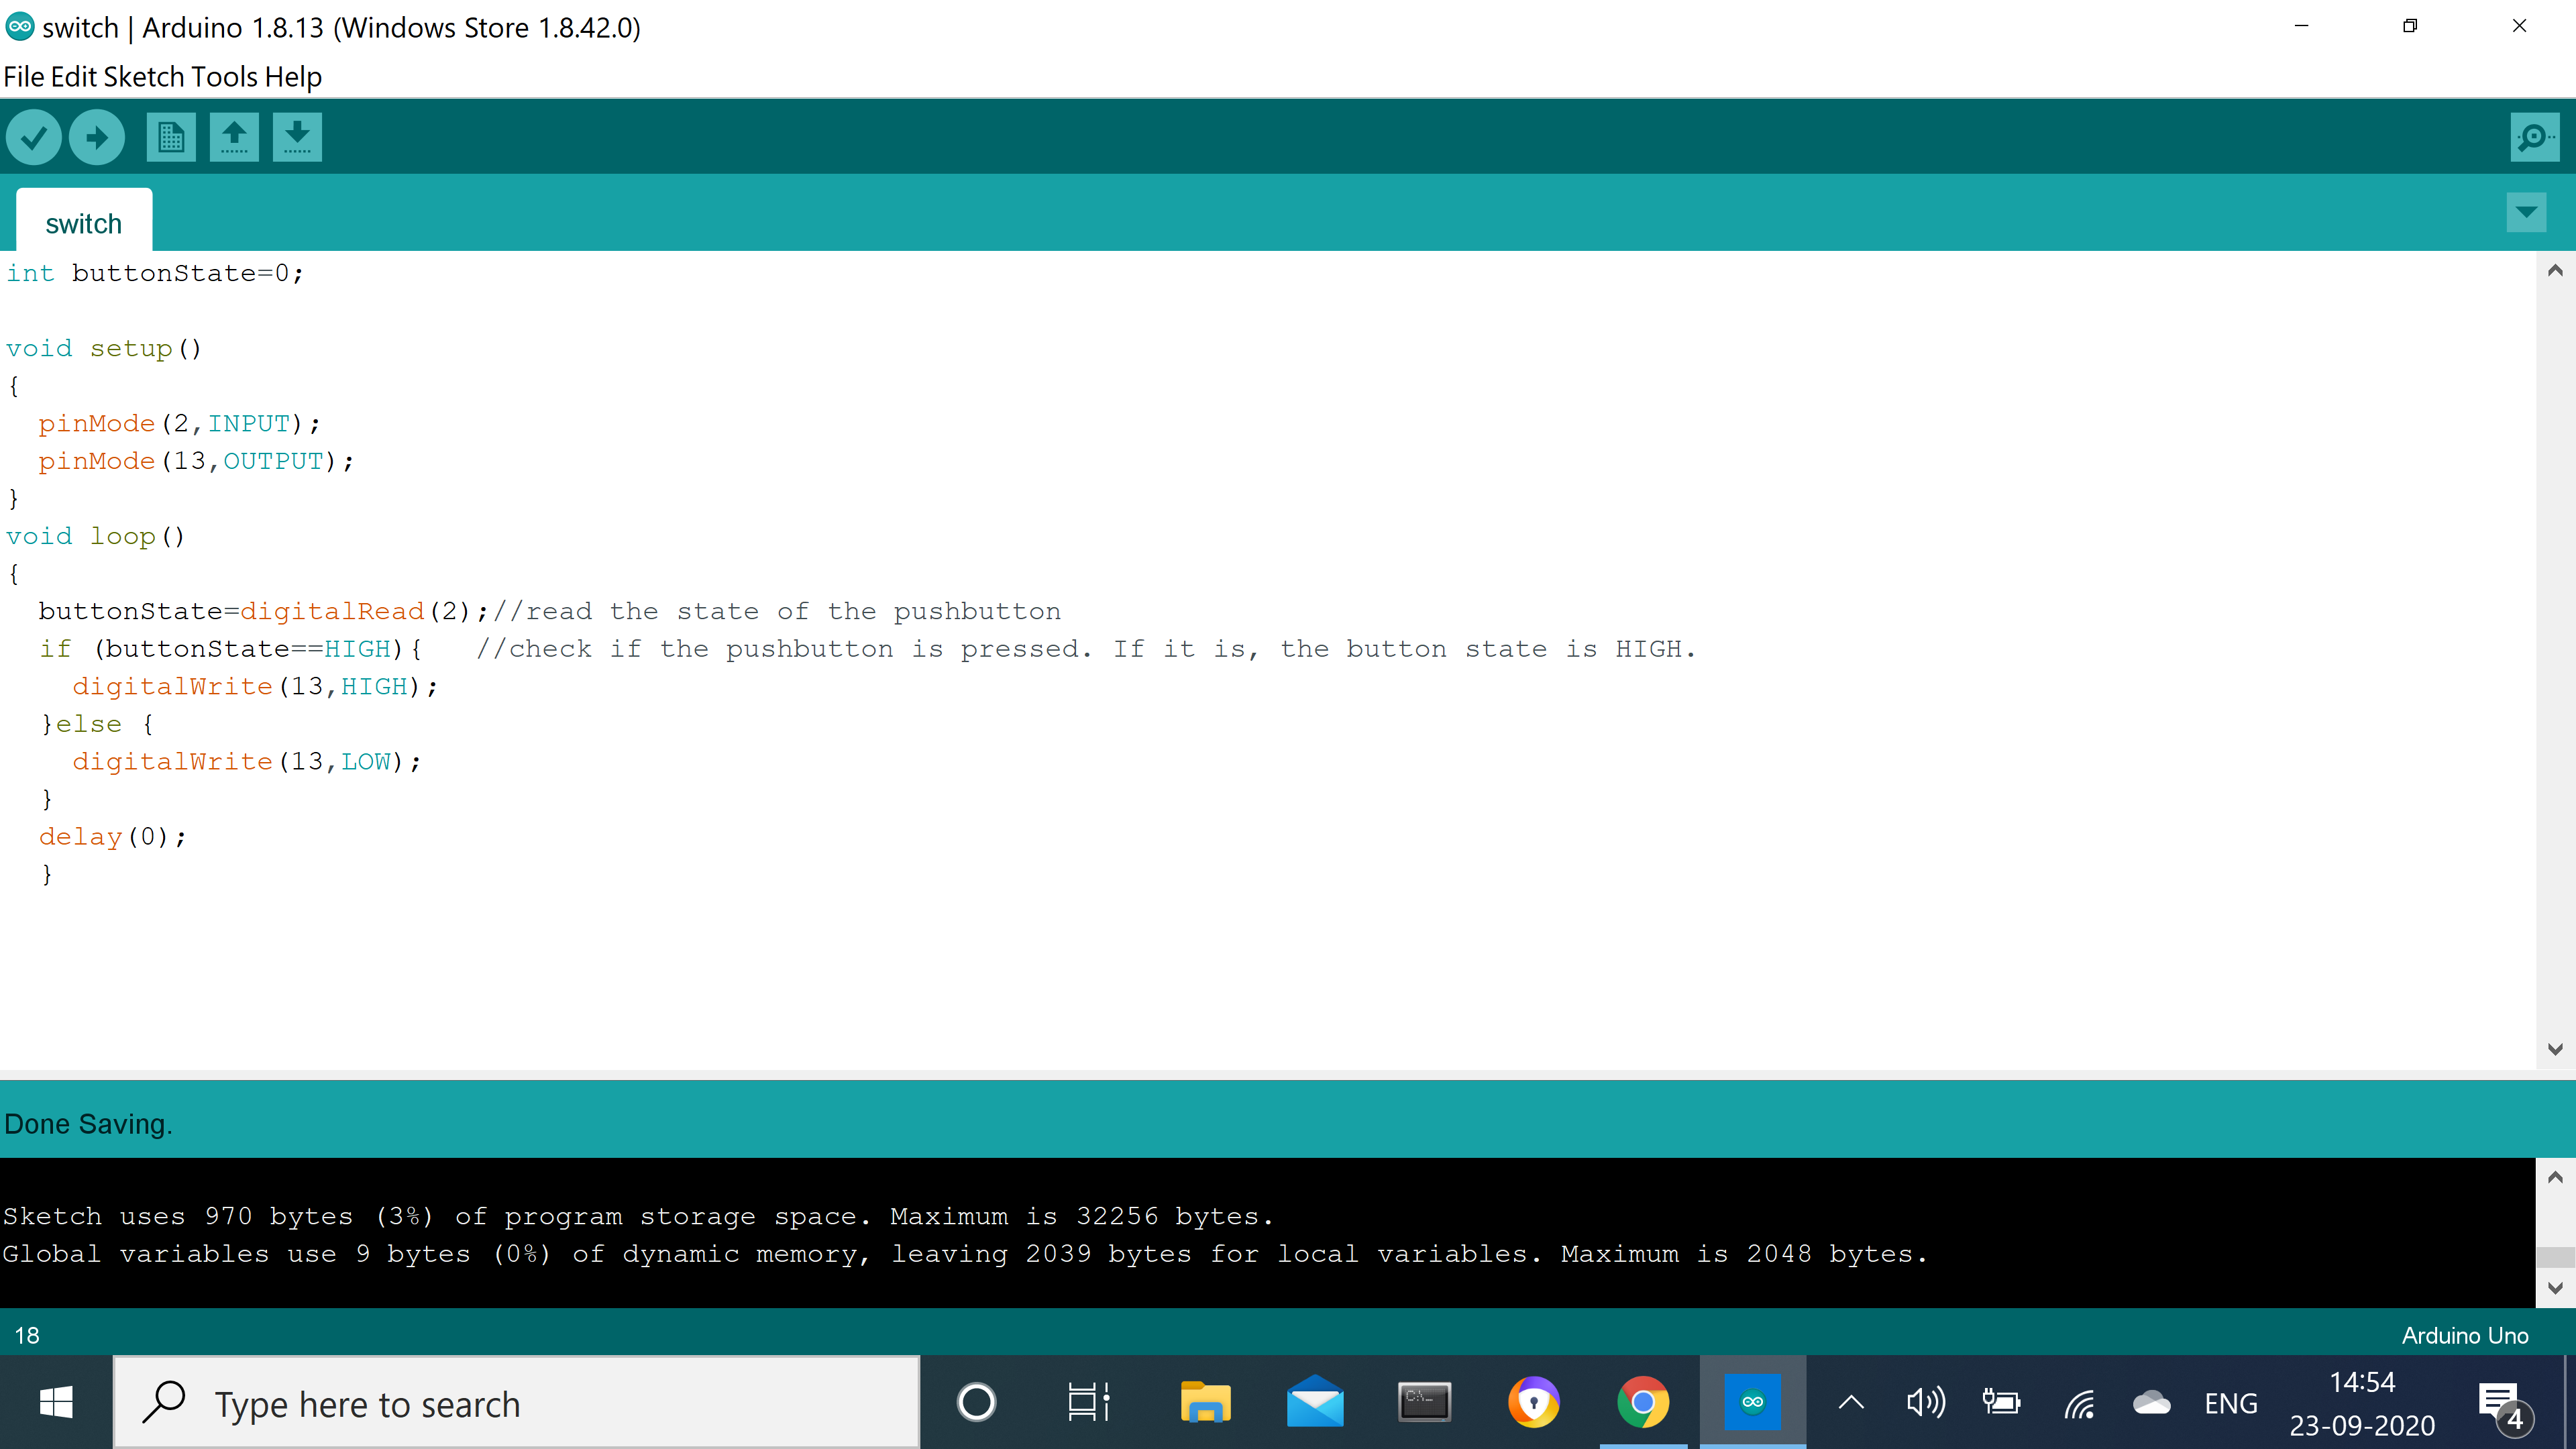 switch | Arduino 1.8.13 (Windows Store 1.8.42.0)
File Edit Sketch Tools Help
switch
int buttonState=0;
void setup()
{
  pinMode(2,INPUT);
  pinMode(13,OUTPUT);
}
void loop()
{
  buttonState=digitalRead(2);//read the state of the pushbutton
  if (buttonState==HIGH){   //check if the pushbutton is pressed. If it is, the button state is HIGH.
    digitalWrite(13,HIGH);
  }else {
    digitalWrite(13,LOW);
  }
  delay(0);
  }
Done Saving.
Sketch uses 970 bytes (3%) of program storage space. Maximum is 32256 bytes.
Global variables use 9 bytes (0%) of dynamic memory, leaving 2039 bytes for local variables. Maximum is 2048 bytes.
18
Arduino Uno
Type here to search
C:\_
ENG
14:54
23-09-2020
4